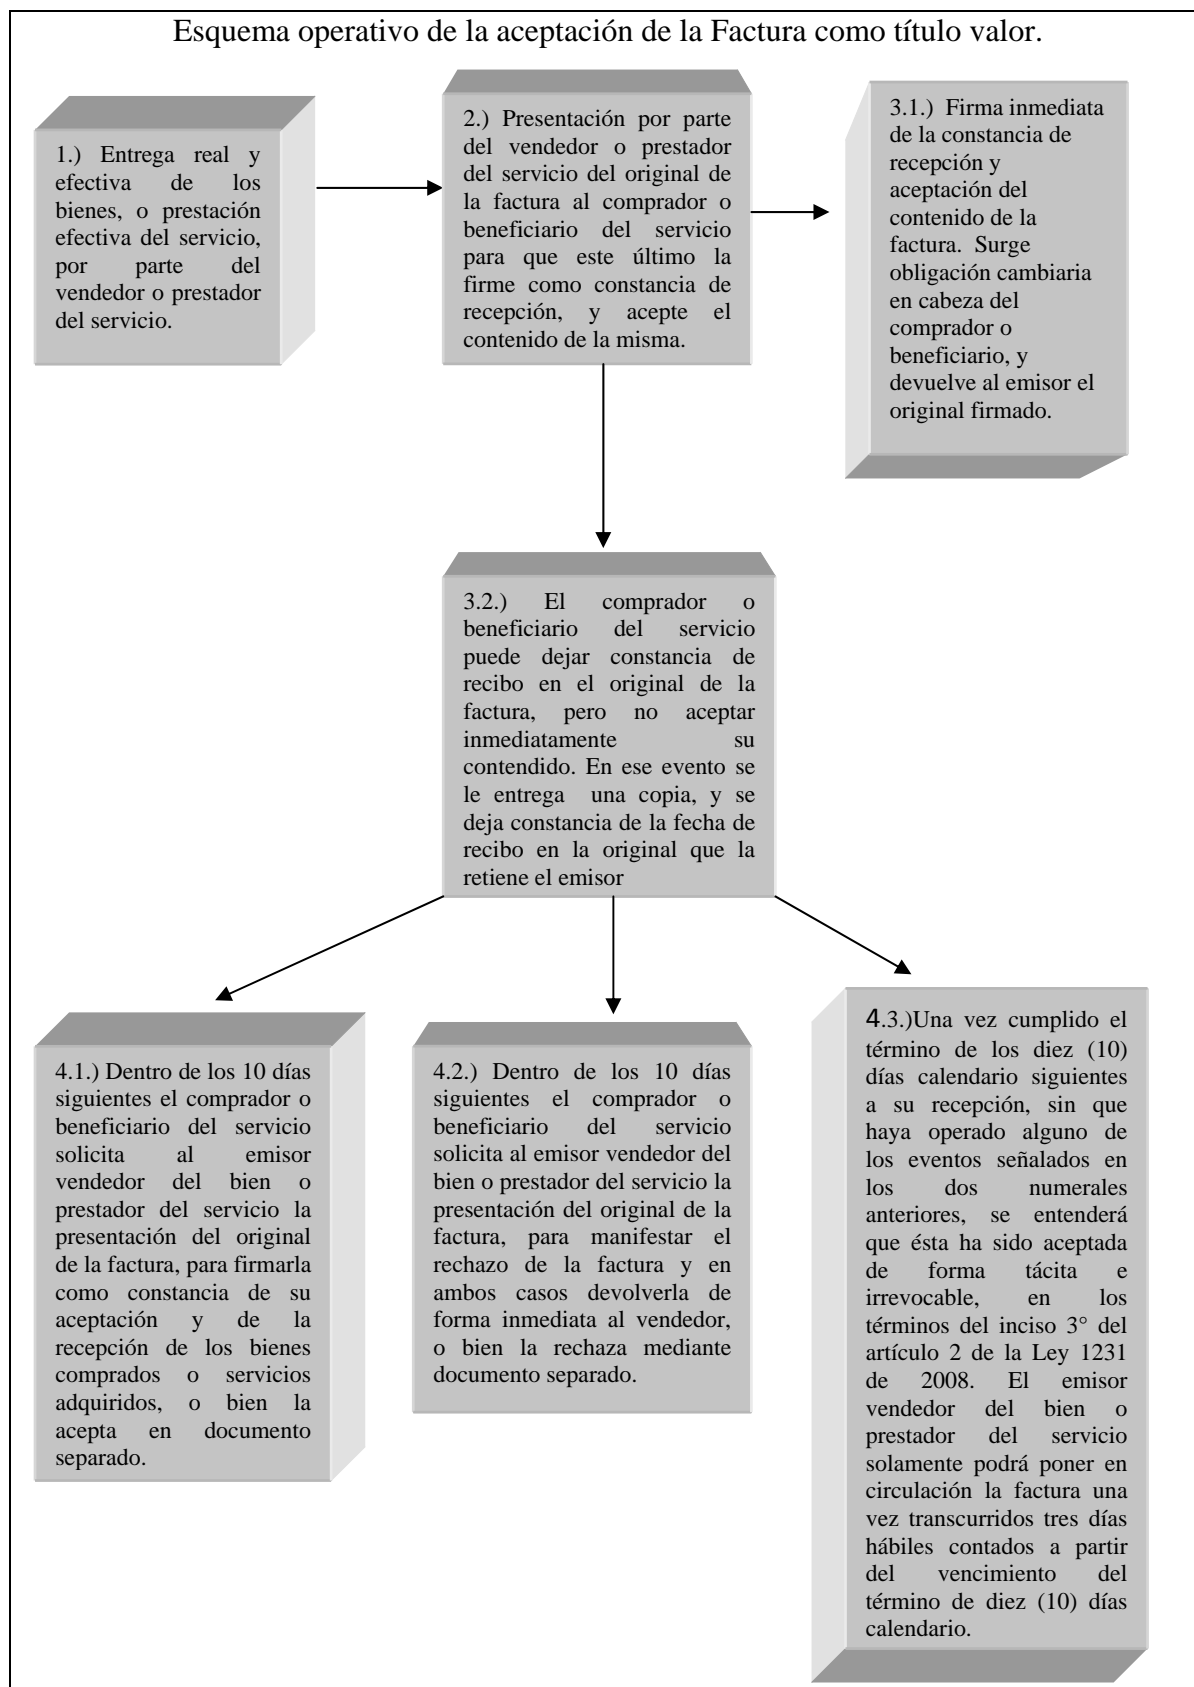 Esquema operativo de la aceptación de la Factura como título valor.
1.) Entrega real y
efectiva de los
bienes, o prestación
efectiva del servicio,
por parte del
vendedor o prestador
del servicio.
2.) Presentación por parte
del vendedor o prestador
del servicio del original de
la factura al comprador o
beneficiario del servicio
para que este último la
firme como constancia de
recepción, y acepte el
contenido de la misma.
3.1.) Firma inmediata
de la constancia de
recepción y
aceptación del
contenido de la
factura. Surge
obligación cambiaria
en cabeza del
comprador o
beneficiario, y
devuelve al emisor el
original firmado.
3.2.) El comprador o
beneficiario del servicio
puede dejar constancia de
recibo en el original de la
factura, pero no aceptar
inmediatamente su
contendido. En ese evento se
le entrega una copia, y se
deja constancia de la fecha de
recibo en la original que la
retiene el emisor
4.1.) Dentro de los 10 días
siguientes el comprador o
beneficiario del servicio
solicita al emisor
vendedor del bien o
prestador del servicio la
presentación del original
de la factura, para firmarla
como constancia de su
aceptación y de la
recepción de los bienes
comprados o servicios
adquiridos, o bien la
acepta en documento
separado.
4.2.) Dentro de los 10 días
siguientes el comprador o
beneficiario del servicio
solicita al emisor vendedor del
bien o prestador del servicio la
presentación del original de la
factura, para manifestar el
rechazo de la factura y en
ambos casos devolverla de
forma inmediata al vendedor,
o bien la rechaza mediante
documento separado.
4.3.)Una vez cumplido el
término de los diez (10)
días calendario siguientes
a su recepción, sin que
haya operado alguno de
los eventos señalados en
los dos numerales
anteriores, se entenderá
que ésta ha sido aceptada
de forma tácita e
irrevocable, en los
términos del inciso 3° del
artículo 2 de la Ley 1231
de 2008. El emisor
vendedor del bien o
prestador del servicio
solamente podrá poner en
circulación la factura una
vez transcurridos tres días
hábiles contados a partir
del vencimiento del
término de diez (10) días
calendario.